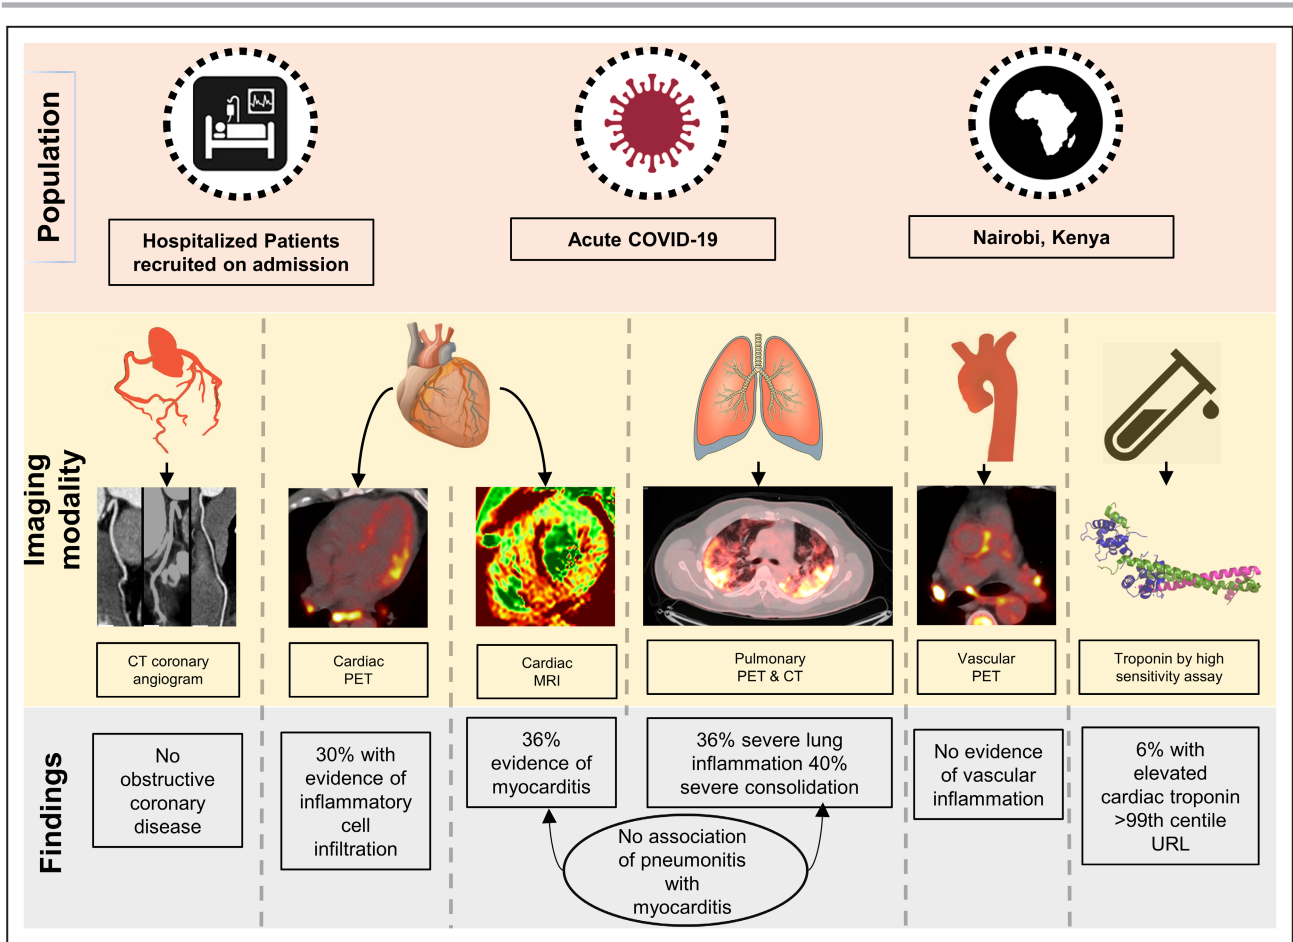 Population
Hospitalized Patients
recruited on admission
Acute COVID-19
Nairobi, Kenya
Imaging
modality
CT coronary
angiogram
Cardiac
PET
Cardiac
MRI
Pulmonary
PET & CT
Vascular
PET
Troponin by high
sensitivity assay
Findings
No
obstructive
coronary
disease
30% with
evidence of
inflammatory
cell
infiltration
36%
evidence of
myocarditis
36% severe lung
inflammation 40%
severe consolidation
No association
of pneumonitis
with
myocarditis
No evidence
of vascular
inflammation
6% with
elevated
cardiac troponin
>99th centile
URL